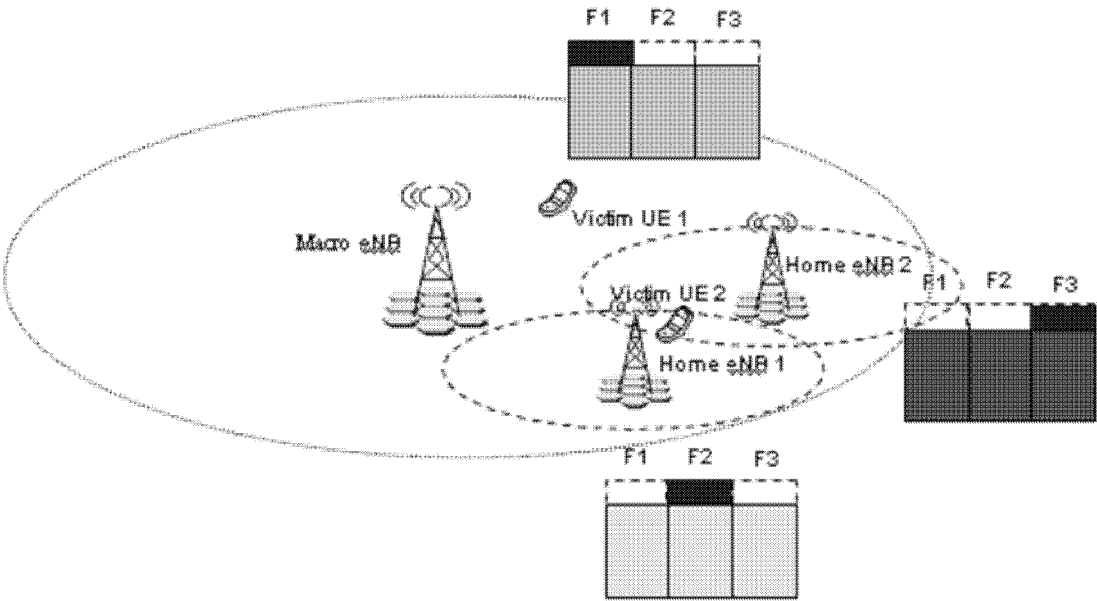 F1 F2 F3
Victim UE 1
Macro eNB
Home eNB 2
Victim UE 2
F1 F2 F3
Home eNB 1
F1 F2 F3